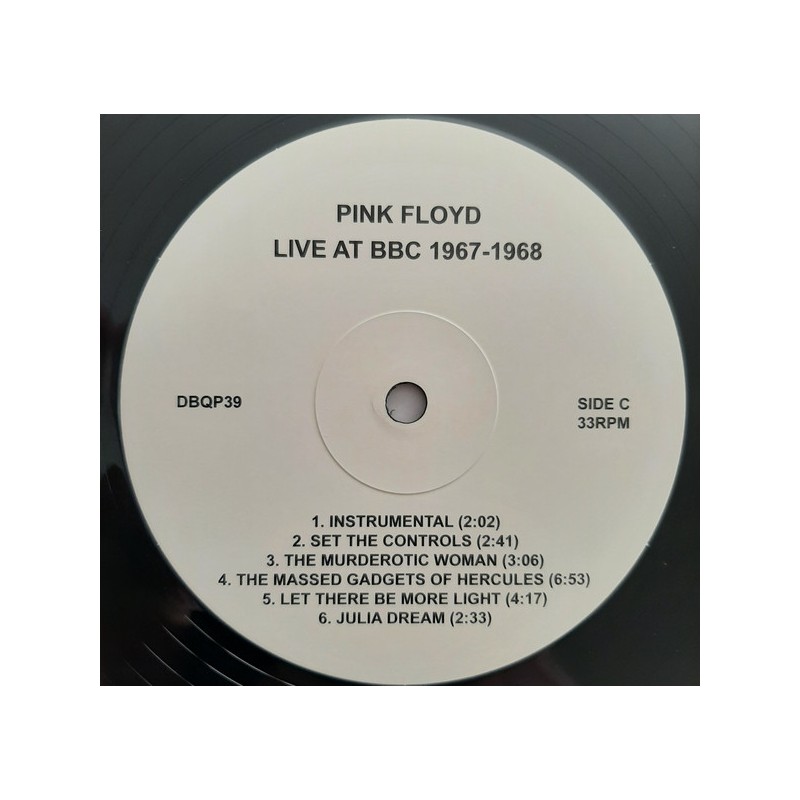 PINK FLOYD
LIVE AT BBC 1967-1968
DBQP39
SIDE C
33RPM
1. INSTRUMENTAL (2:02)
2. SET THE CONTROLS (2:41)
3. THE MURDEROTIC WOMAN (3:06)
4. THE MASSED GADGETS OF HERCULES (6:53)
5. LET THERE BE MORE LIGHT (4:17)
6. JULIA DREAM (2:33)